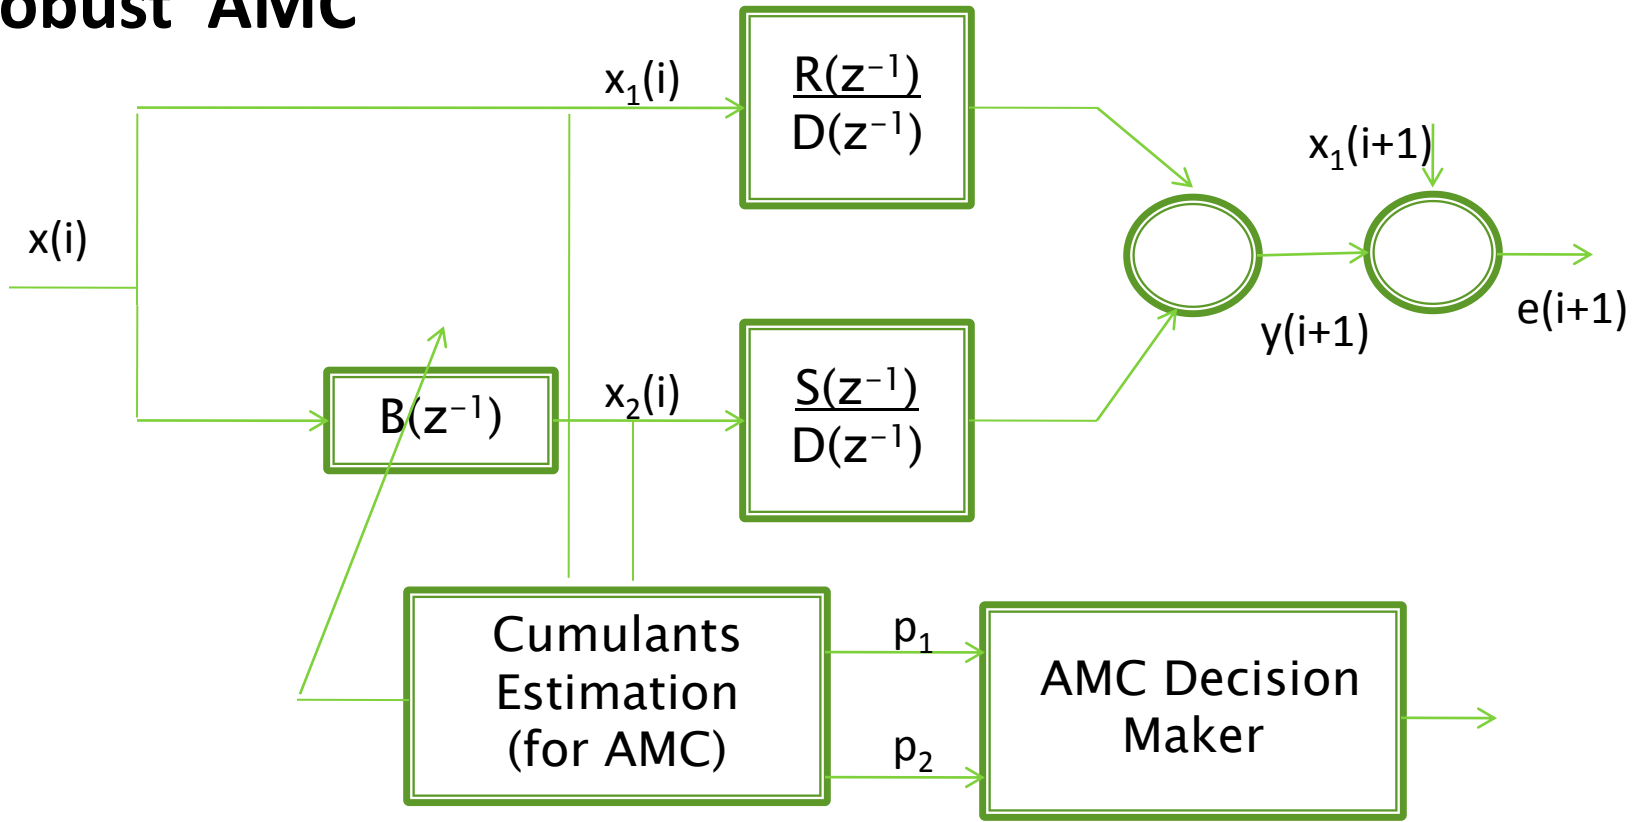 obust AMC
x₁(i)
R(z⁻¹)
D(z⁻¹)
x₁(i+1)
x(i)
e(i+1)
y(i+1)
B(z⁻¹)
x₂(i)
S(z⁻¹)
D(z⁻¹)
Cumulants
Estimation
(for AMC)
p₁
p₂
AMC Decision
Maker